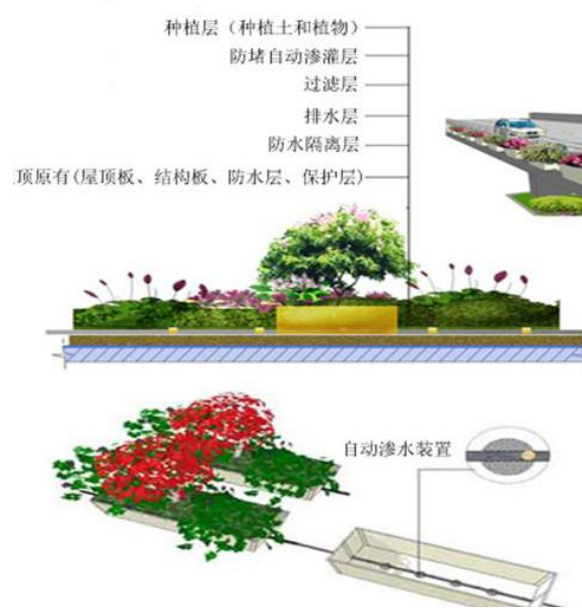 种植层（种植土和植物）
防堵自动渗灌层
过滤层
排水层
防水隔离层
顶原有(屋顶板、结构板、防水层、保护层)
自动渗水装置